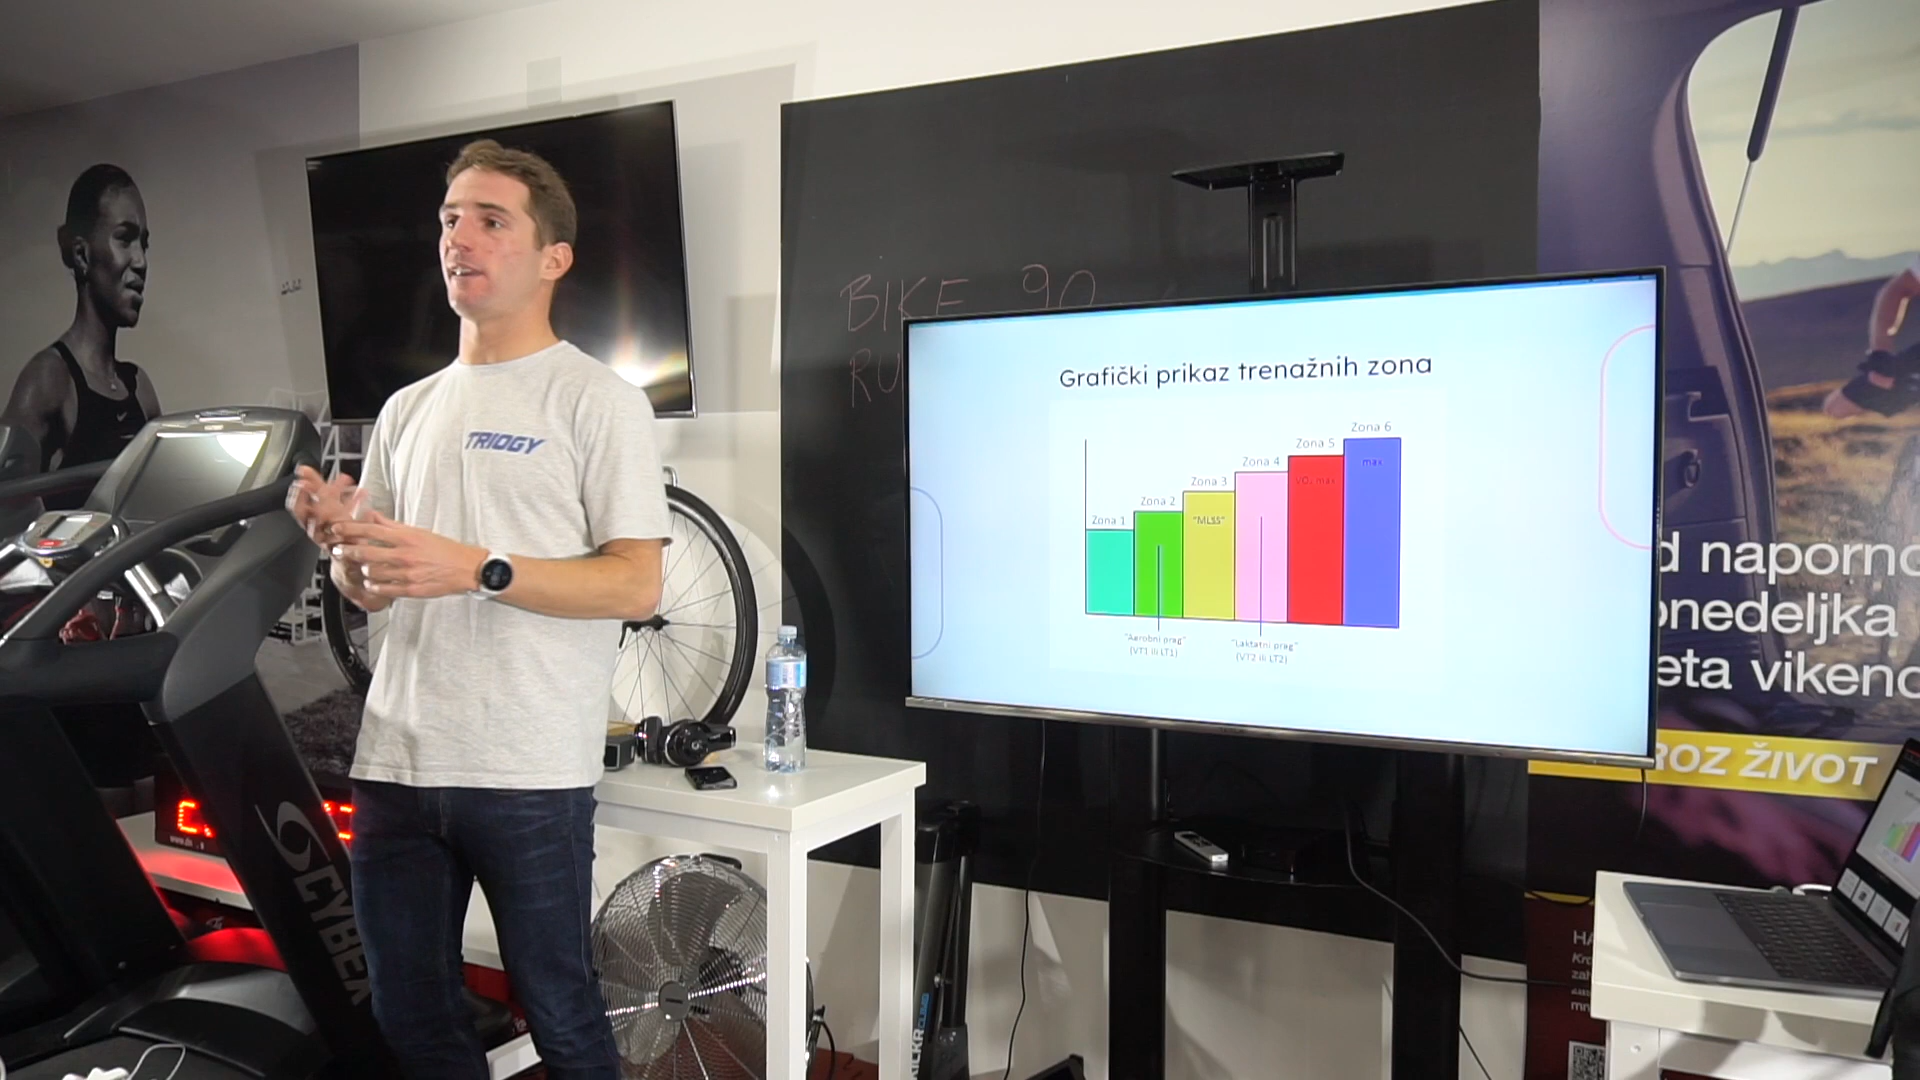 BIKE 90
RU
TRIOGY
Grafički prikaz trenažnih zona
Zona 1
Zona 2
Zona 3
Zona 4
Zona 5
Zona 6
"MLSS"
VO₂ max
max
"Aerobni prag"
(VT1 ili LT1)
"Laktatni prag"
(VT2 ili LT2)
d naporno
onedeljka
eta vikend
ROZ ŽIVOT
CYBEX